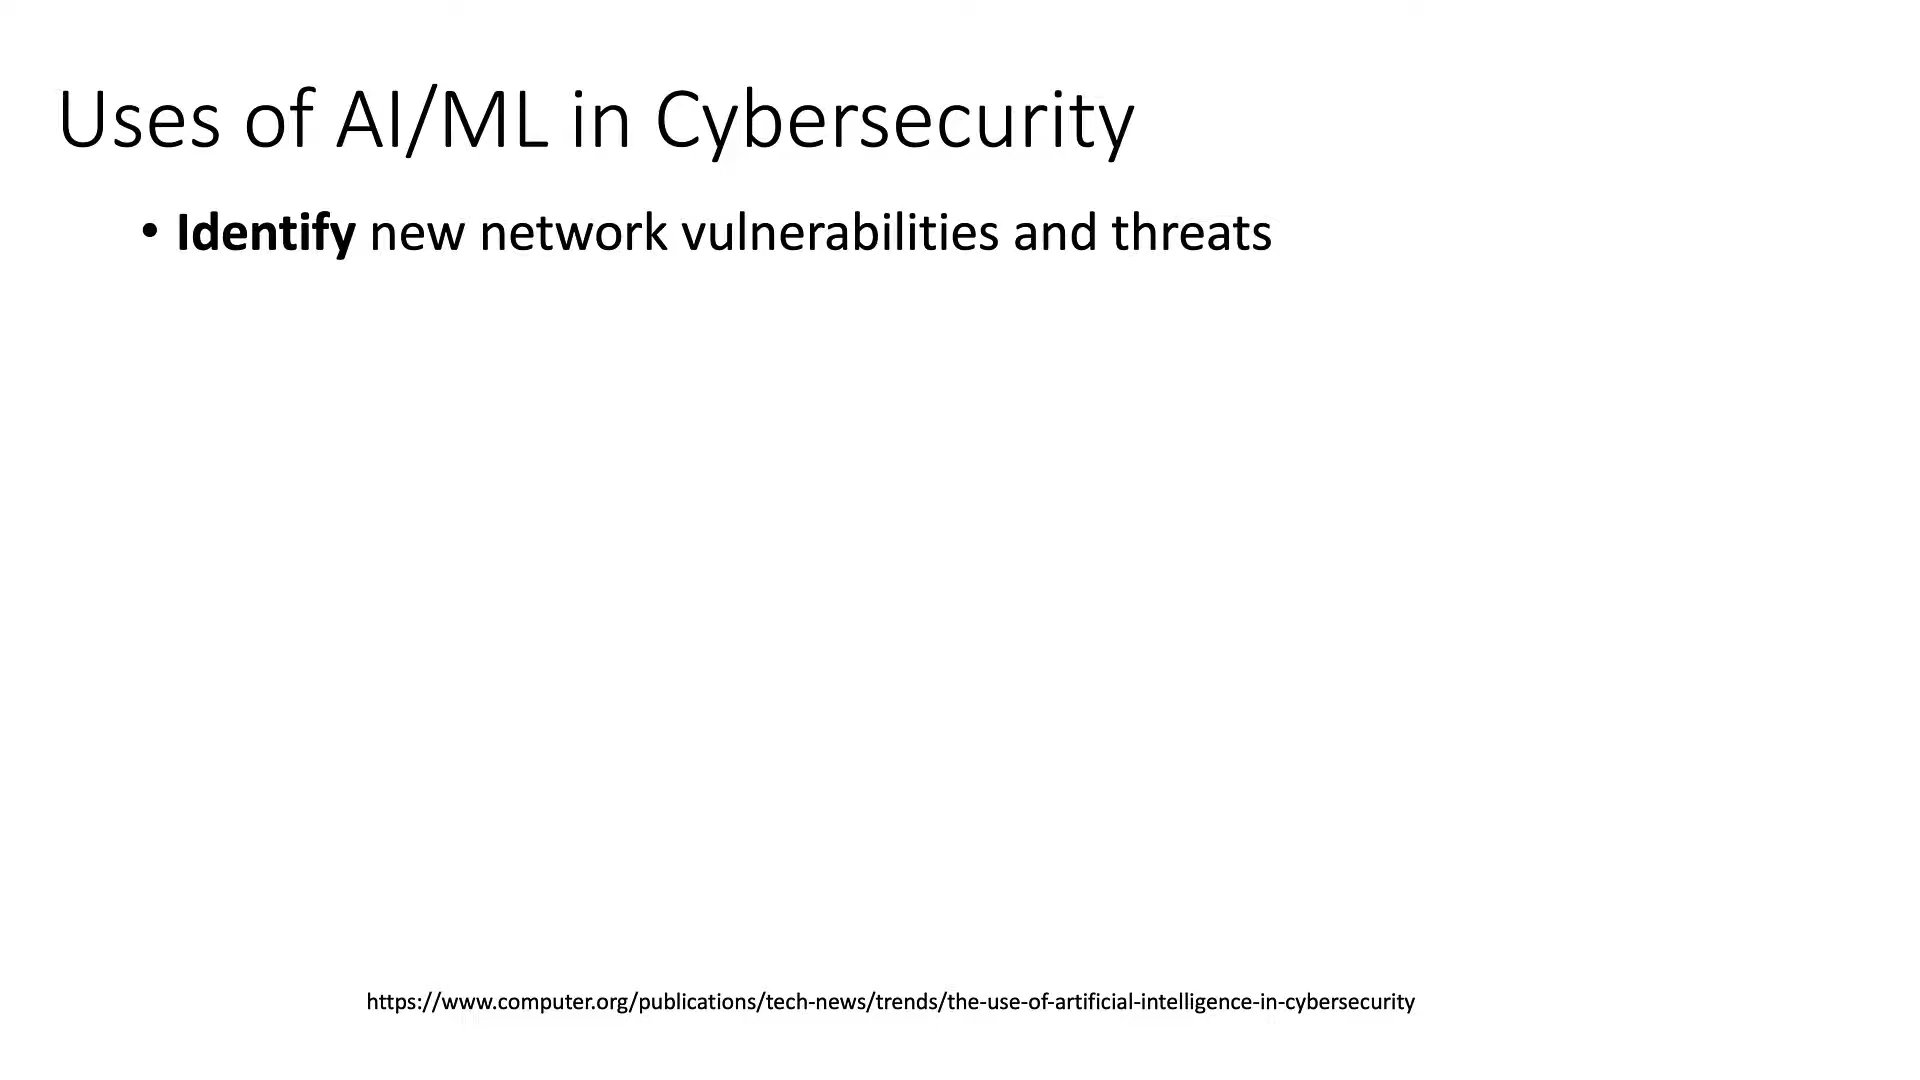 Uses of AI/ML in Cybersecurity
• Identify new network vulnerabilities and threats
https://www.computer.org/publications/tech-news/trends/the-use-of-artificial-intelligence-in-cybersecurity